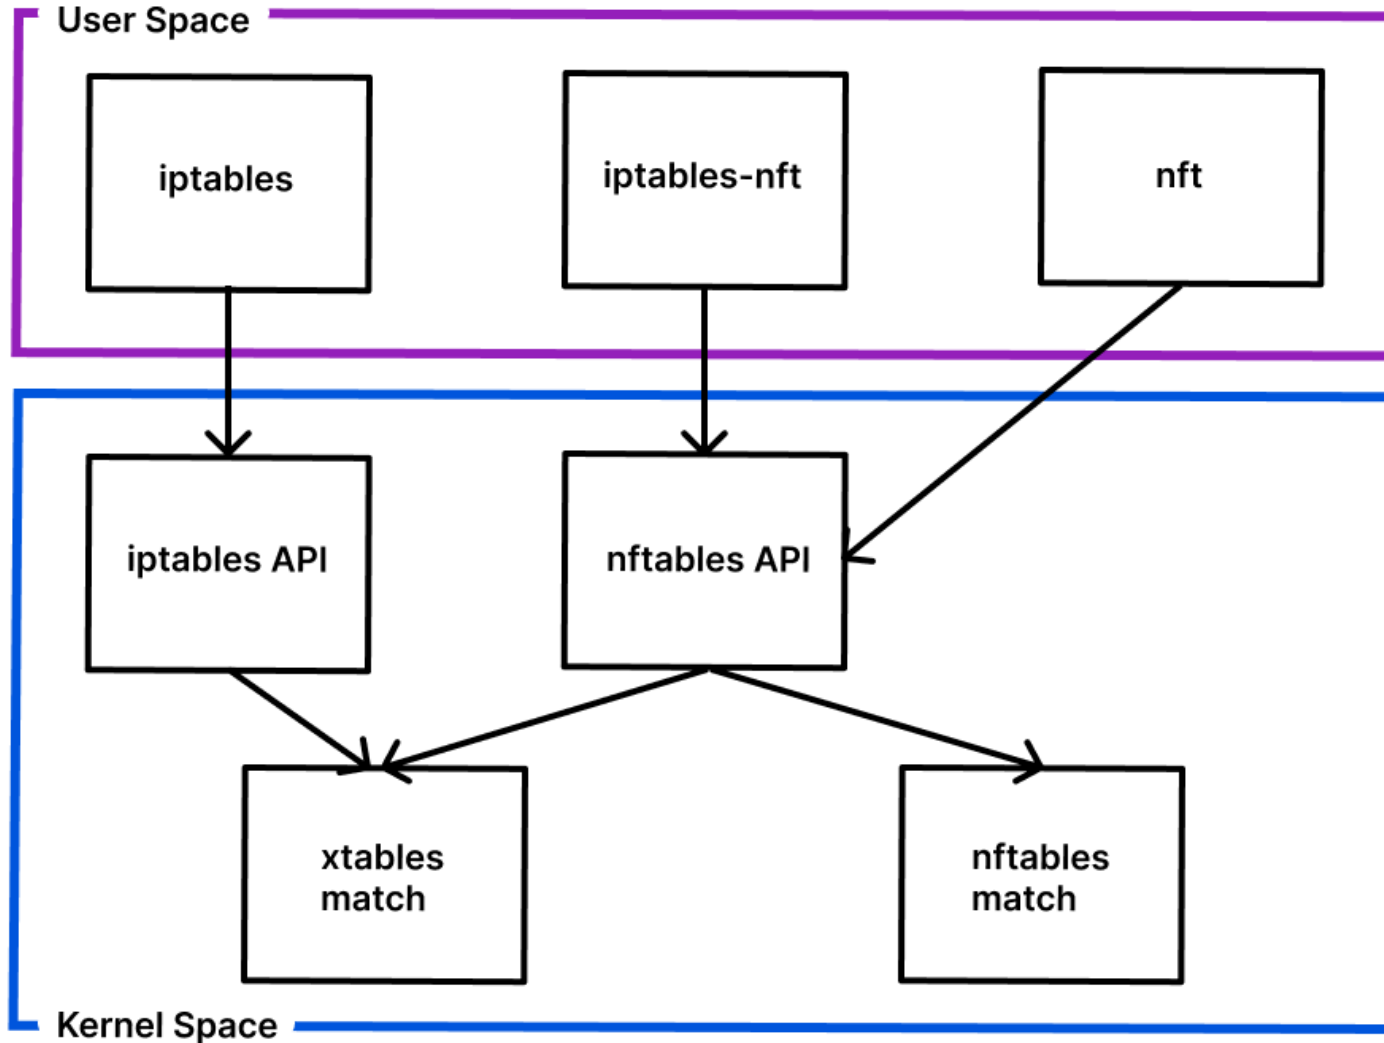 User Space
iptables
iptables-nft
nft
iptables API
nftables API
xtables
match
nftables
match
Kernel Space